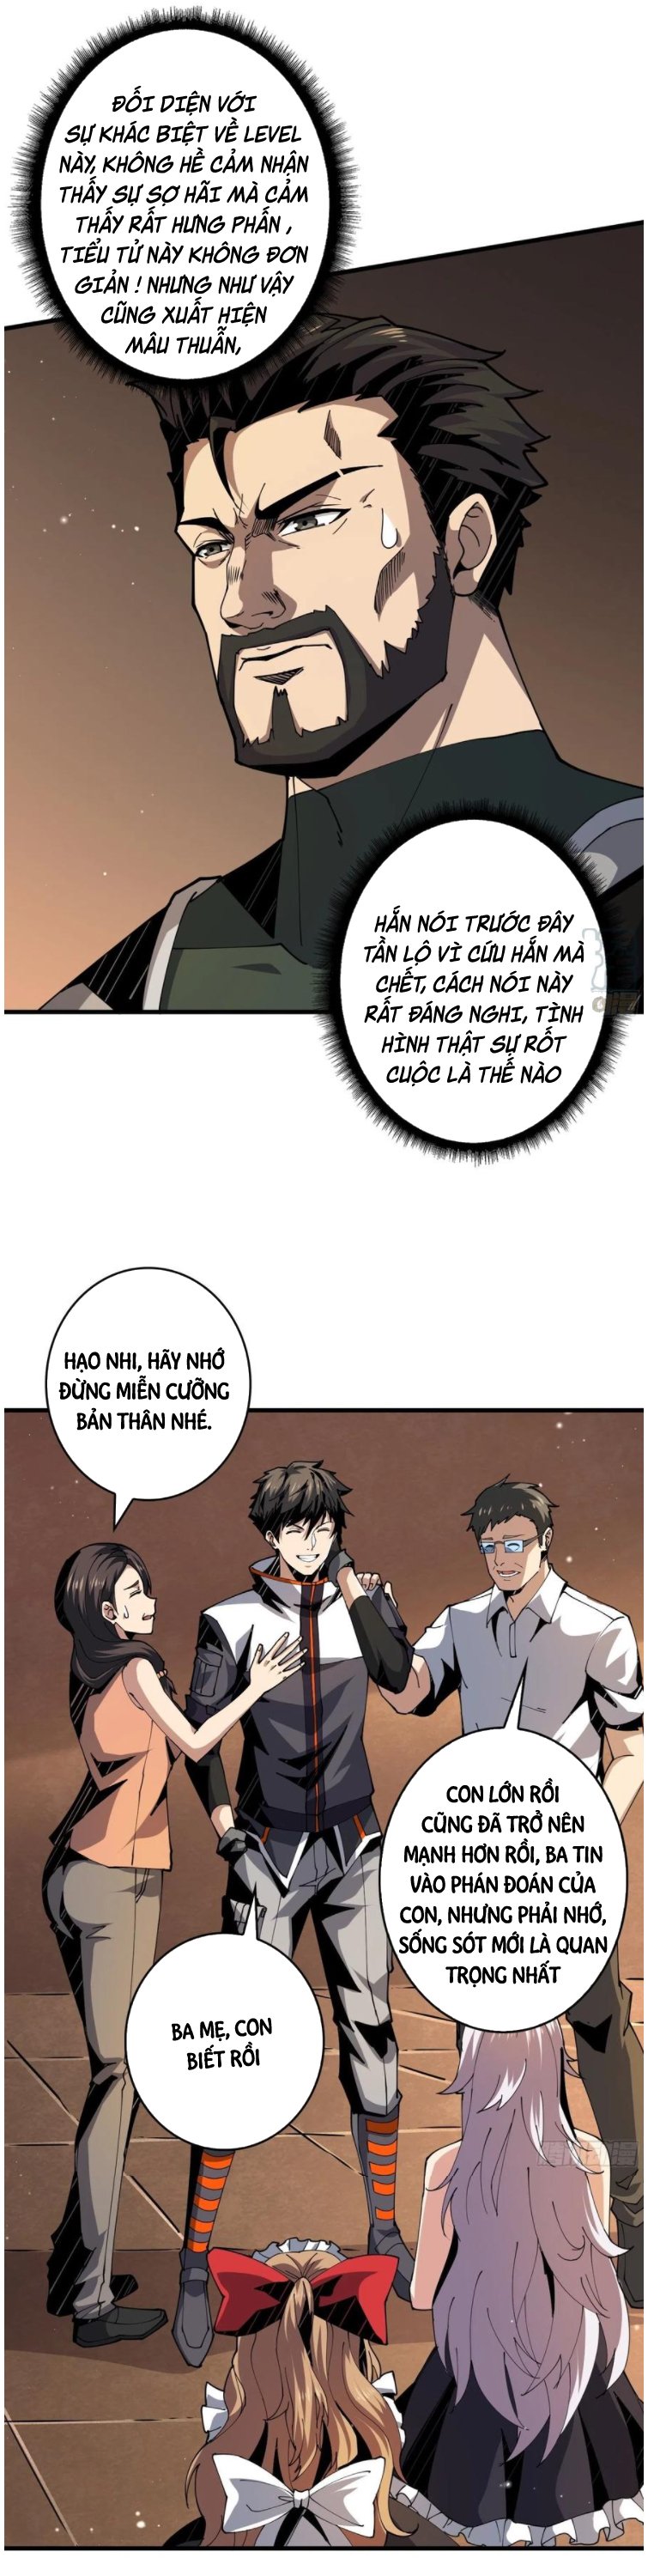 ĐỐI DIỆN VỚI
SỰ KHÁC BIỆT VỀ LEVEL
NÀY, KHÔNG HỀ CẢM NHẬN
THẤY SỰ SỢ HÃI MÀ CẢM
THẤY RẤT HƯNG PHẤN ,
TIỂU TỬ NÀY KHÔNG ĐƠN
GIẢN ! NHƯNG NHƯ VẬY
CŨNG XUẤT HIỆN
MÂU THUẪN,
HẮN NÓI TRƯỚC ĐÂY
TẦN LỘ VÌ CỨU HẮN MÀ
CHẾT, CÁCH NÓI NÀY
RẤT ĐÁNG NGHI, TÌNH
HÌNH THẬT SỰ RỐT
CUỘC LÀ THẾ NÀO
HẠO NHI, HÃY NHỚ
ĐỪNG MIỄN CƯỠNG
BẢN THÂN NHÉ.
CON LỚN RỒI
CŨNG ĐÃ TRỞ NÊN
MẠNH HƠN RỒI, BA TIN
VÀO PHÁN ĐOÁN CỦA
CON, NHƯNG PHẢI NHỚ,
SỐNG SÓT MỚI LÀ QUAN
TRỌNG NHẤT
BA MẸ, CON
BIẾT RỒI